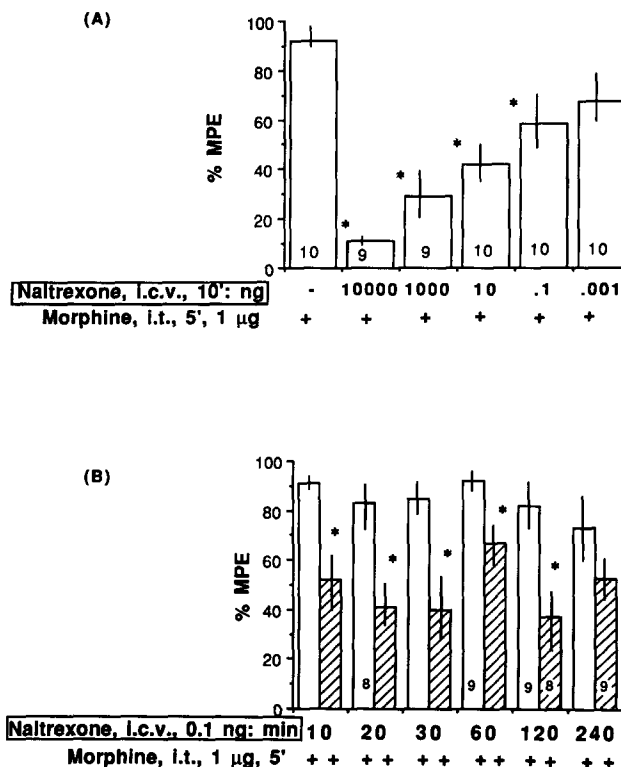 (A)
% MPE
100
80
60
40
20
0
* * * * *
10 9 9 10 10 10
Naltrexone, i.c.v., 10': ng - 10000 1000 10 .1 .001
Morphine, i.t., 5', 1 µg + + + + + +
(B)
% MPE
100
80
60
40
20
0
* * * * *
8 9 9 8 9
Naltrexone, i.c.v., 0.1 ng: min 10 20 30 60 120 240
Morphine, i.t., 1 µg, 5' + + + + + + + + + + + +